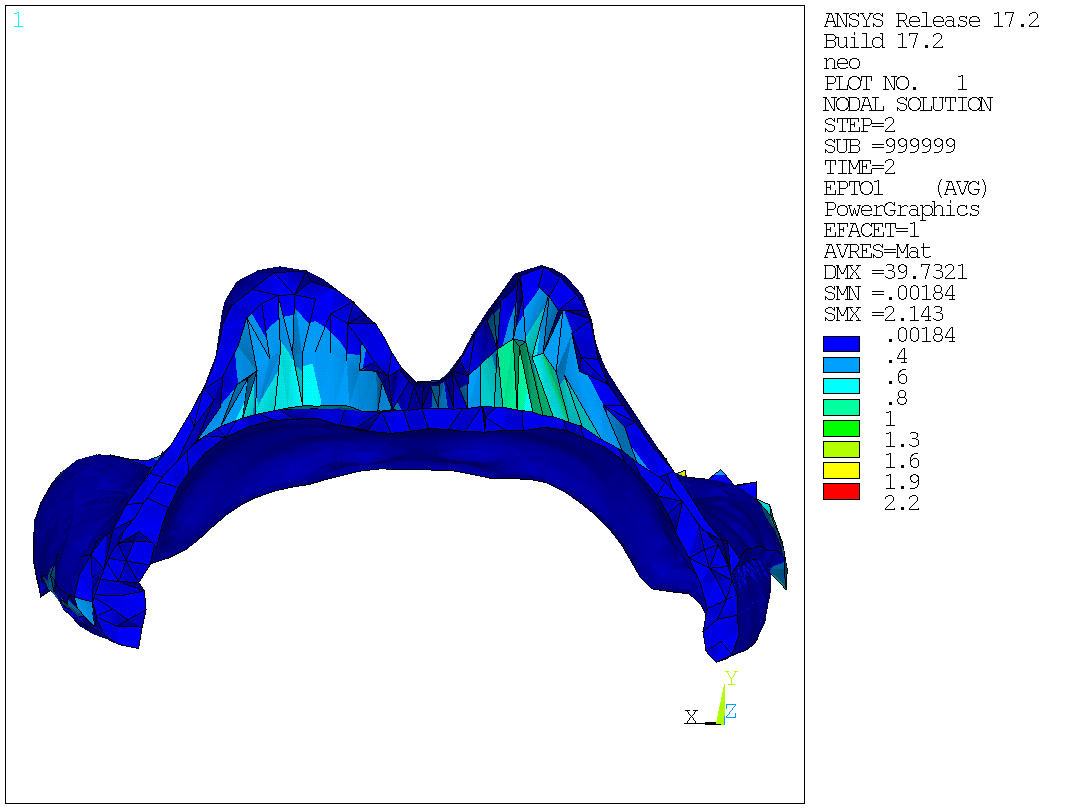 1
ANSYS Release 17.2
Build 17.2
neo
PLOT NO. 1
NODAL SOLUTION
STEP=2
SUB =999999
TIME=2
EPTO1 (AVG)
PowerGraphics
EFACET=1
AVRES=Mat
DMX =39.7321
SMN =.00184
SMX =2.143
.00184
.4
.6
.8
1
1.3
1.6
1.9
2.2
Y
X
Z